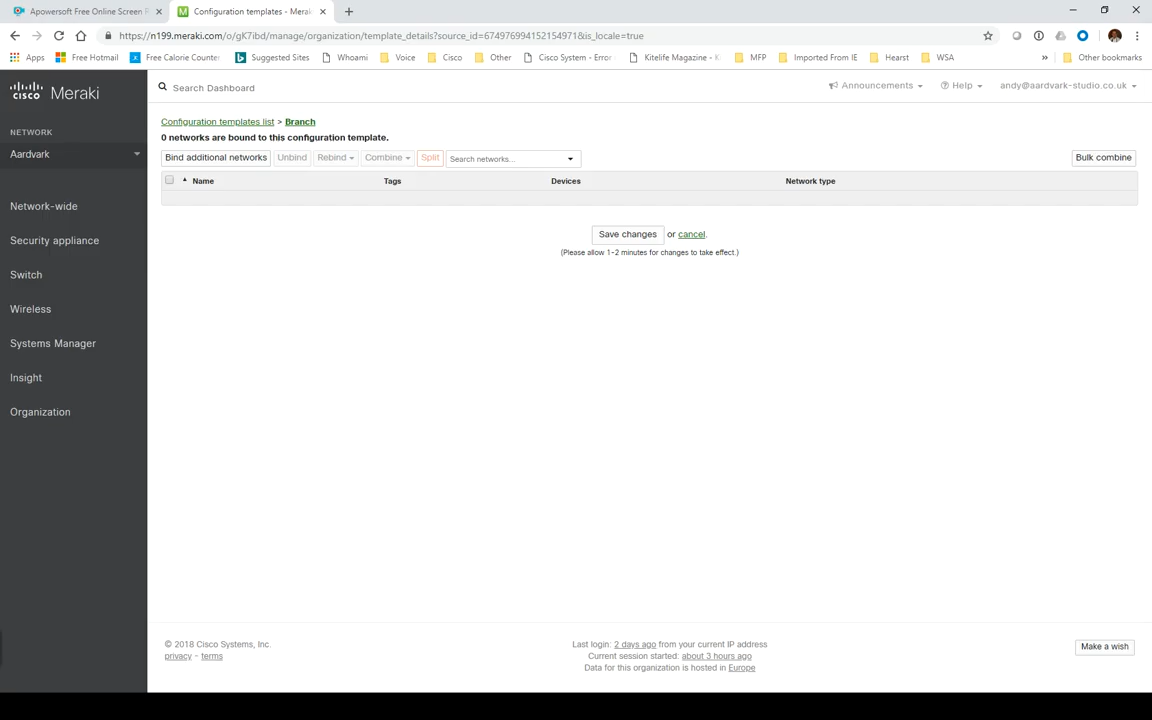 Apowersoft Free Online Screen R
Configuration templates - Meraki
https://n199.meraki.com/o/gK7ibd/manage/organization/template_details?source_id=674976994152154971&is_locale=true
Apps
Free Hotmail
Free Calorie Counter
Suggested Sites
Whoami
Voice
Cisco
Other
Cisco System - Error
Kitelife Magazine - Ki
MFP
Imported From IE
Hearst
WSA
»
Other bookmarks
cisco Meraki
Search Dashboard
Announcements
Help
andy@aardvark-studio.co.uk
NETWORK
Aardvark
Network-wide
Security appliance
Switch
Wireless
Systems Manager
Insight
Organization
Configuration templates list > Branch
0 networks are bound to this configuration template.
Bind additional networks
Unbind
Rebind
Combine
Split
Search networks...
Bulk combine
Name Tags Devices Network type
Save changes or cancel.
(Please allow 1-2 minutes for changes to take effect.)
© 2018 Cisco Systems, Inc.
privacy - terms
Last login: 2 days ago from your current IP address
Current session started: about 3 hours ago
Data for this organization is hosted in Europe
Make a wish